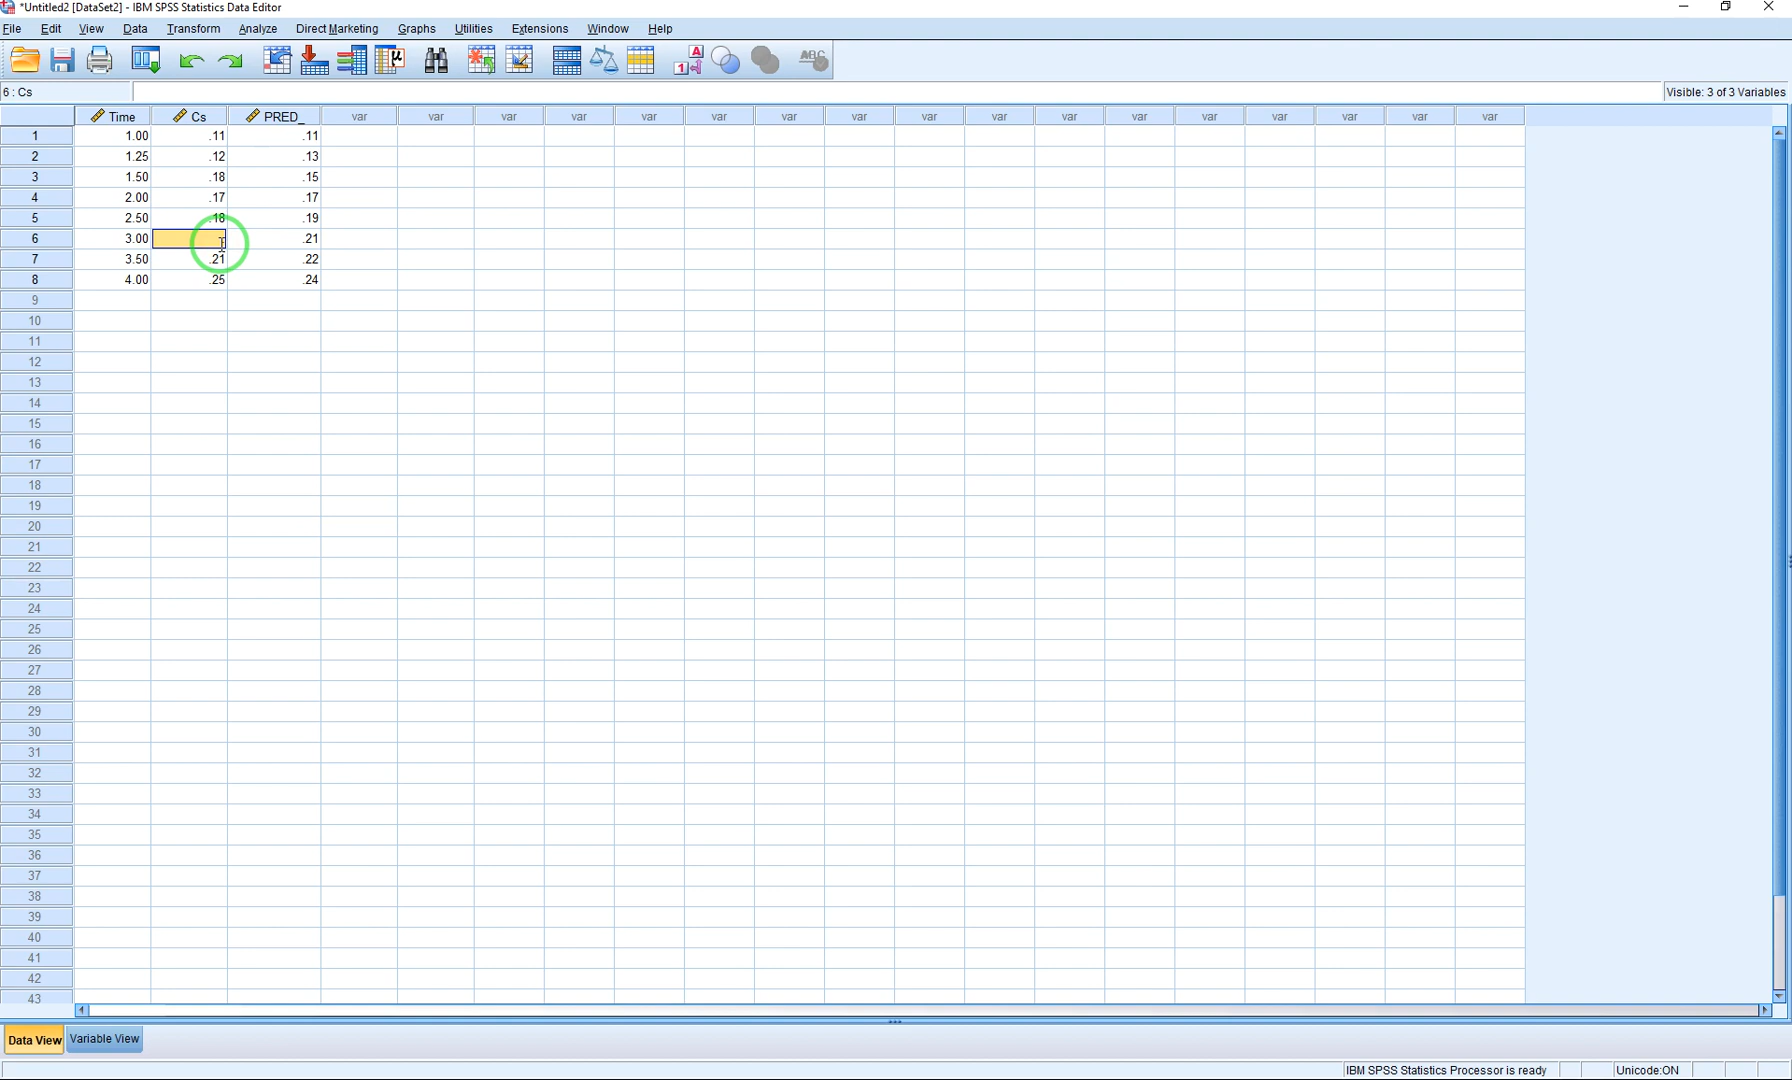 *Untitled2 [DataSet2] - IBM SPSS Statistics Data Editor
File Edit View Data Transform Analyze Direct Marketing Graphs Utilities Extensions Window Help
A 1 ABC
6 : Cs Visible: 3 of 3 Variables
Time Cs PRED_ var var var var var var var var var var var var var var var var var
1 1.00 .11 .11
2 1.25 .12 .13
3 1.50 .18 .15
4 2.00 .17 .17
5 2.50 .18 .19
6 3.00 .21
7 3.50 .21 .22
8 4.00 .25 .24
9
10
11
12
13
14
15
16
17
18
19
20
21
22
23
24
25
26
27
28
29
30
31
32
33
34
35
36
37
38
39
40
41
42
43
Data View Variable View
IBM SPSS Statistics Processor is ready Unicode:ON